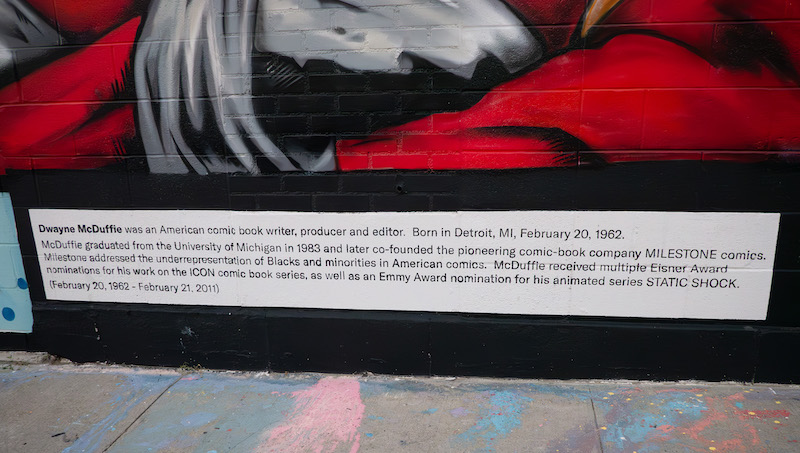 Dwayne McDuffie was an American comic book writer, producer and editor. Born in Detroit, MI, February 20, 1962.
McDuffie graduated from the University of Michigan in 1983 and later co-founded the pioneering comic-book company MILESTONE comics.
Milestone addressed the underrepresentation of Blacks and minorities in American comics. McDuffie received multiple Eisner Award
nominations for his work on the ICON comic book series, as well as an Emmy Award nomination for his animated series STATIC SHOCK.
(February 20, 1962 - February 21, 2011)